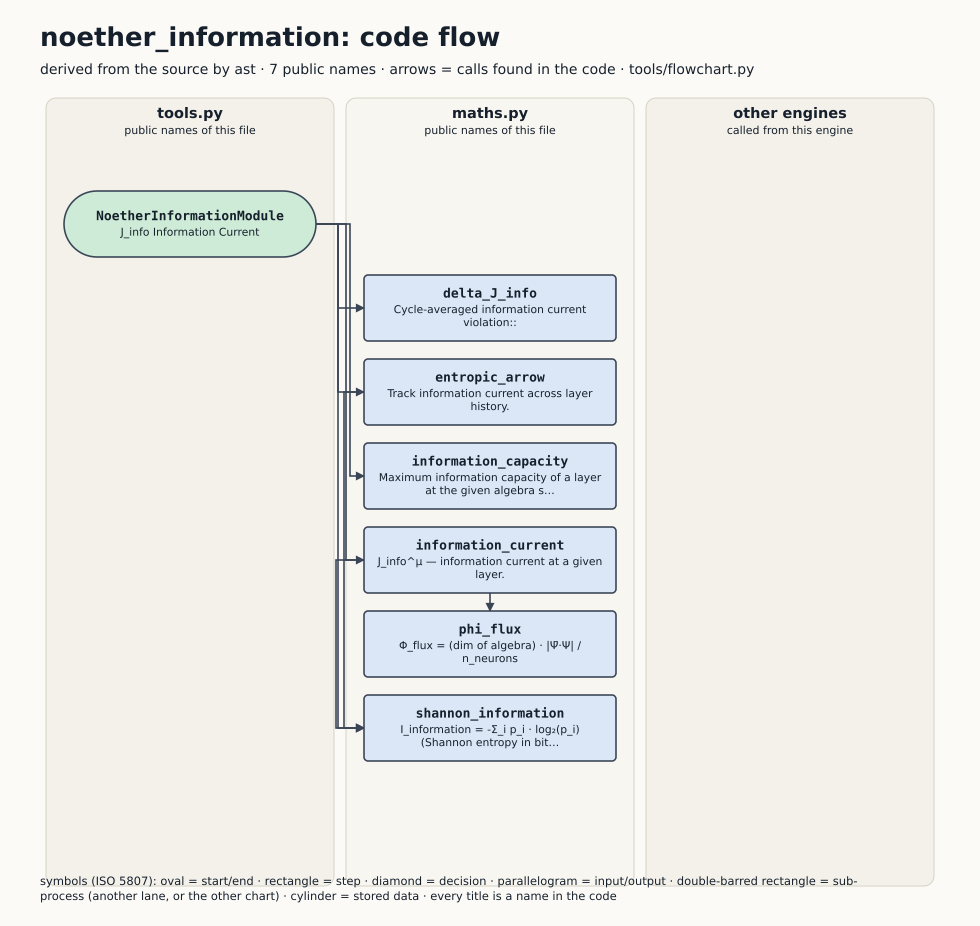 noether_information: code flow
derived from the source by ast · 7 public names · arrows = calls found in the code · tools/flowchart.py
tools.py
public names of this file
maths.py
public names of this file
other engines
called from this engine
NoetherInformationModule
J_info Information Current
delta_J_info
Cycle-averaged information current
violation::
entropic_arrow
Track information current across layer
history.
information_capacity
Maximum information capacity of a layer
at the given algebra s…
information_current
J_info^μ — information current at a given
layer.
phi_flux
Φ_flux = (dim of algebra) · |Ψ̄·Ψ| /
n_neurons
shannon_information
I_information = -Σ_i p_i · log₂(p_i)
(Shannon entropy in bit…
symbols (ISO 5807): oval = start/end · rectangle = step · diamond = decision · parallelogram = input/output · double-barred rectangle = sub-
process (another lane, or the other chart) · cylinder = stored data · every title is a name in the code